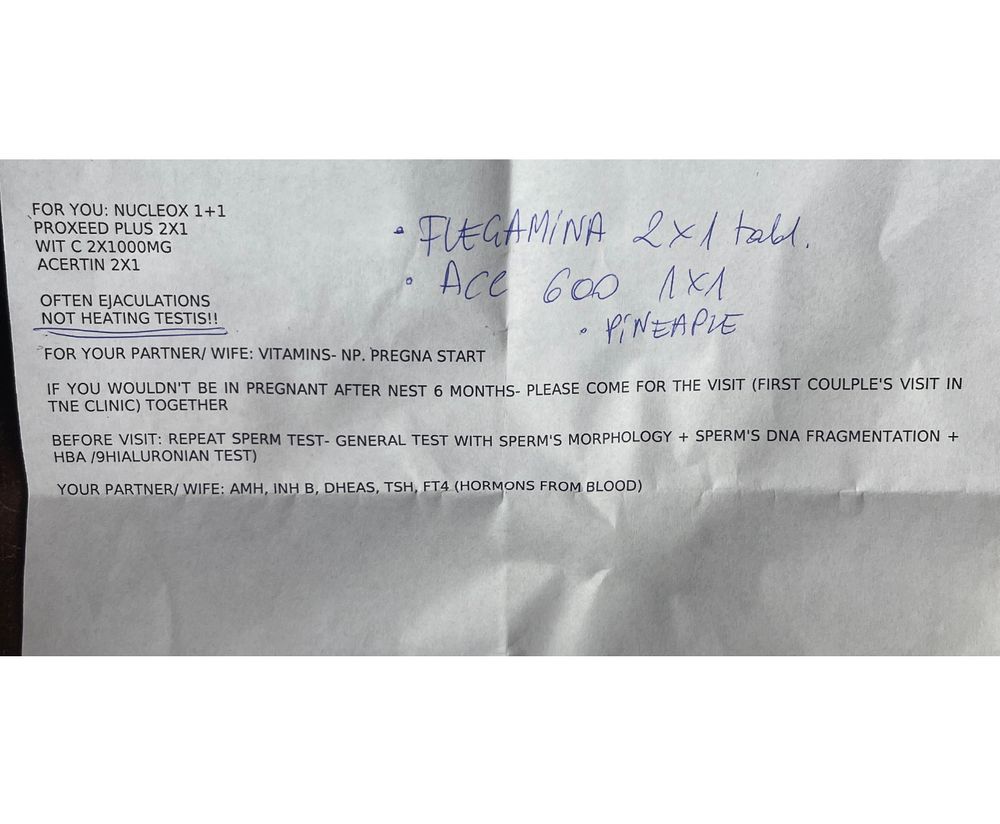 FOR YOU: NUCLEOX 1+1
PROXEED PLUS 2X1
WIT C 2X1000MG
ACERTIN 2X1
• FLEGAMINA 2x1 tabl.
• ACC 600 1x1
• PiNEAPLE
OFTEN EJACULATIONS
NOT HEATING TESTIS!!
FOR YOUR PARTNER/ WIFE: VITAMINS- NP. PREGNA START
IF YOU WOULDN'T BE IN PREGNANT AFTER NEST 6 MONTHS- PLEASE COME FOR THE VISIT (FIRST COULPLE'S VISIT IN
TNE CLINIC) TOGETHER
BEFORE VISIT: REPEAT SPERM TEST- GENERAL TEST WITH SPERM'S MORPHOLOGY + SPERM'S DNA FRAGMENTATION +
HBA /9HIALURONIAN TEST)
YOUR PARTNER/ WIFE: AMH, INH B, DHEAS, TSH, FT4 (HORMONS FROM BLOOD)